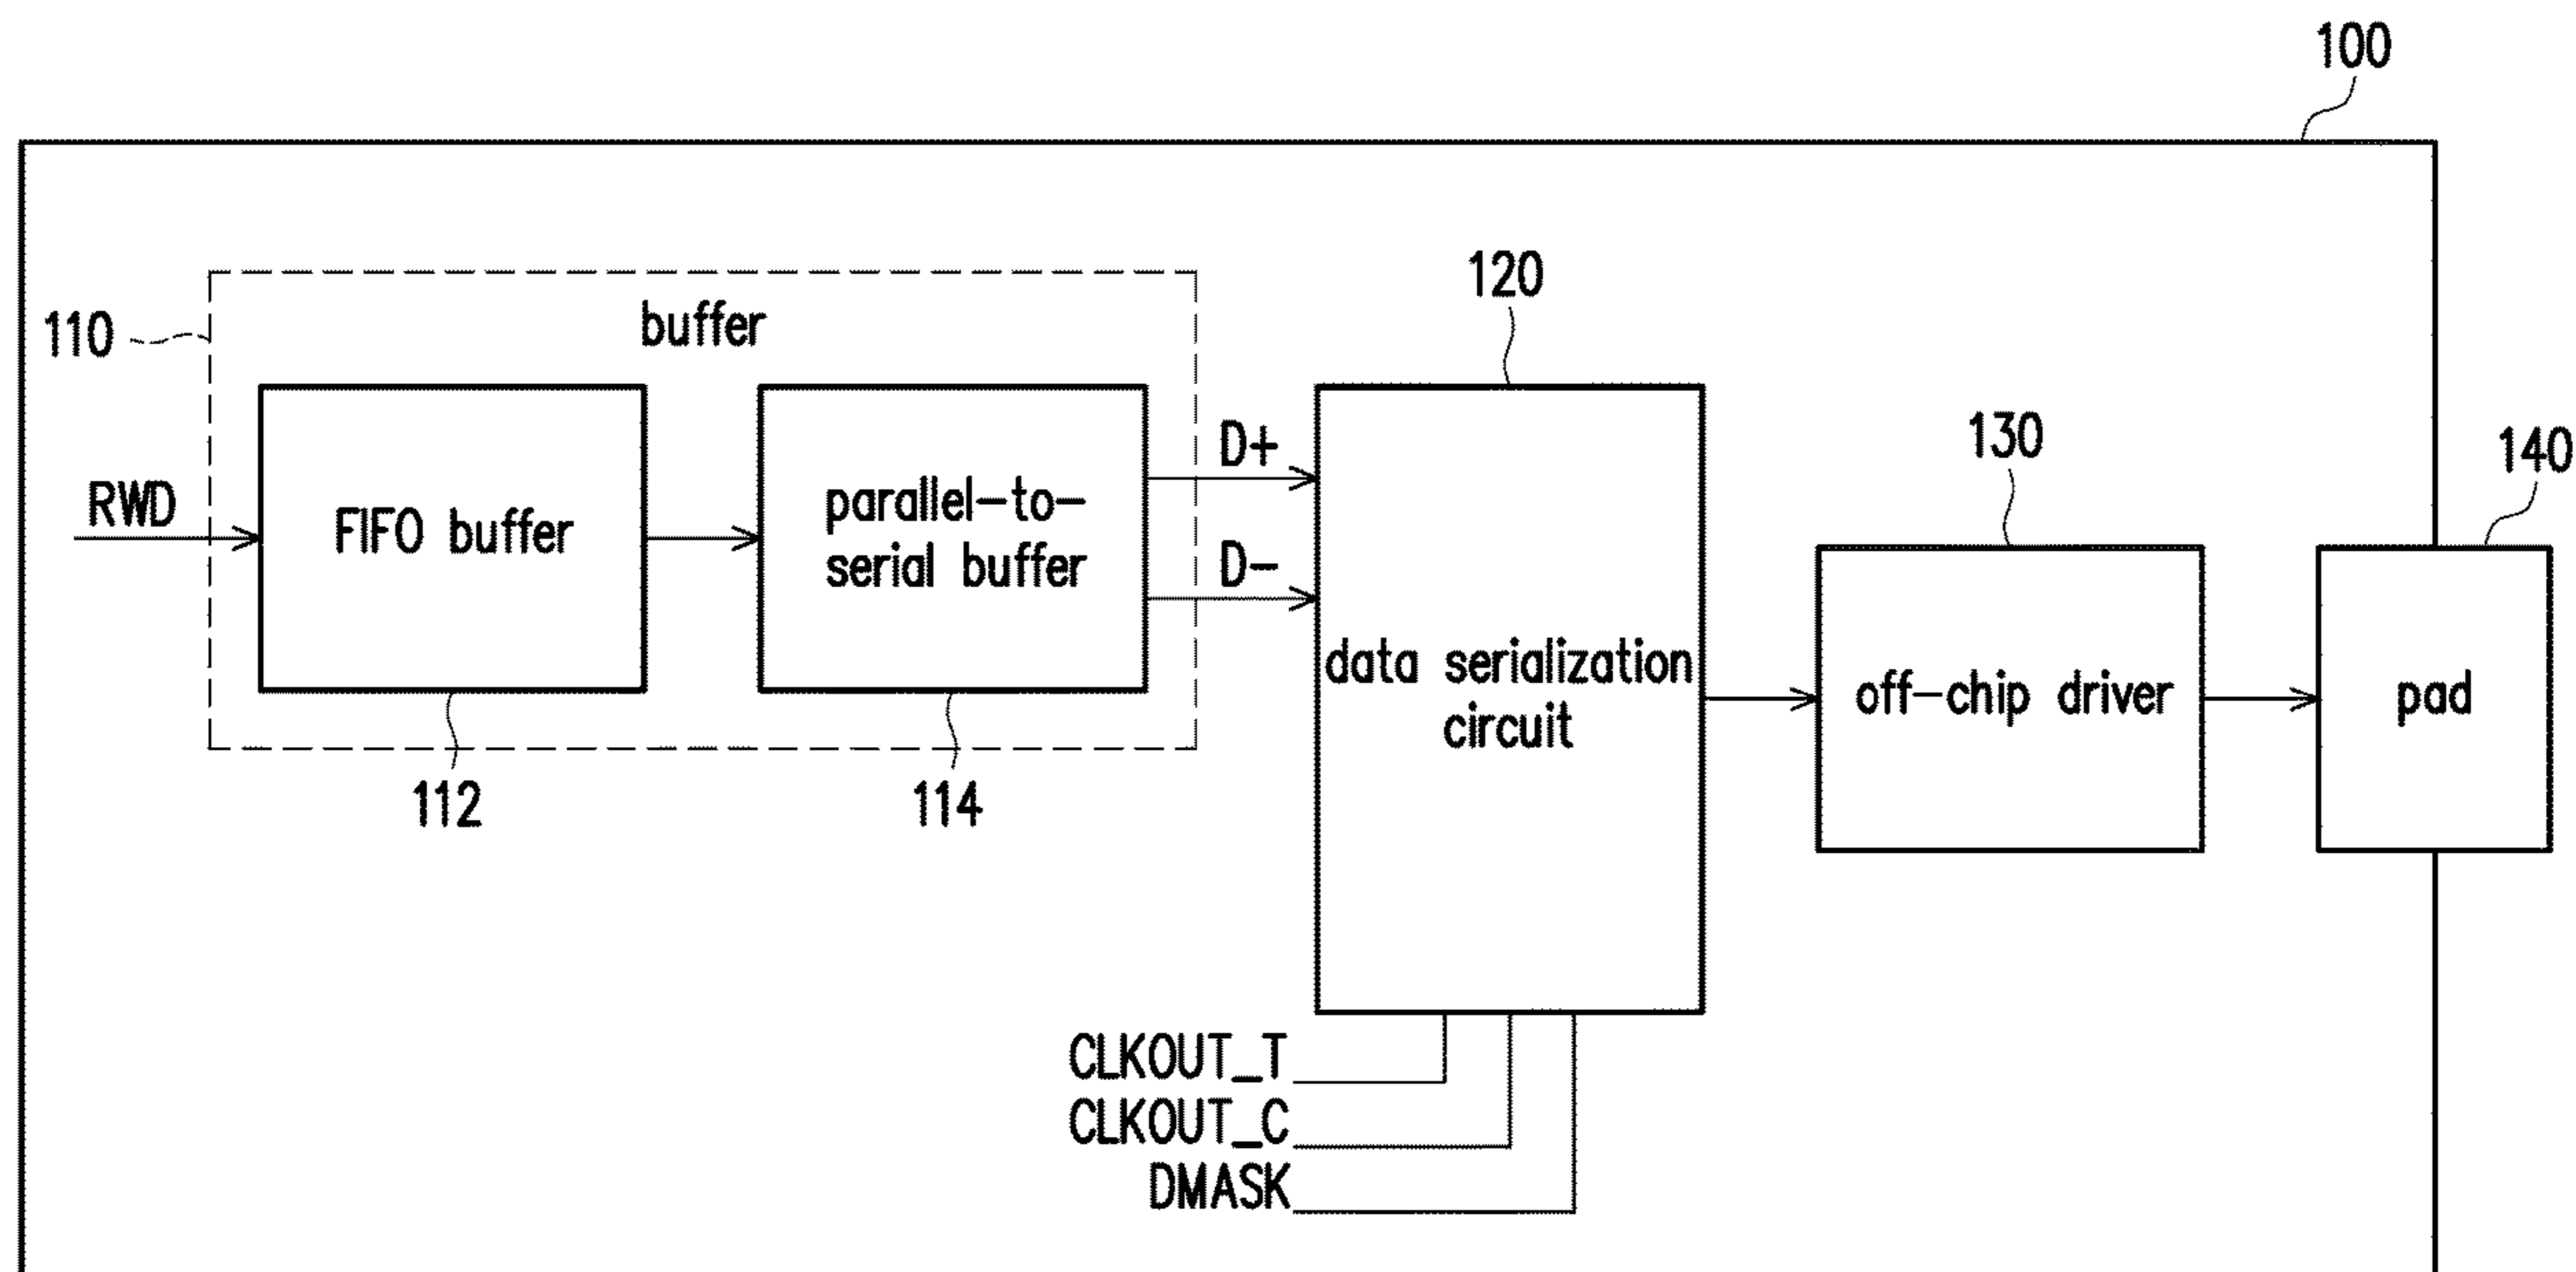 100
120
110
buffer
130
140
D+
RWD
FIFO buffer
parallel-to-
serial buffer
D-
data serialization
circuit
off-chip driver
pad
112
114
CLKOUT_T
CLKOUT_C
DMASK